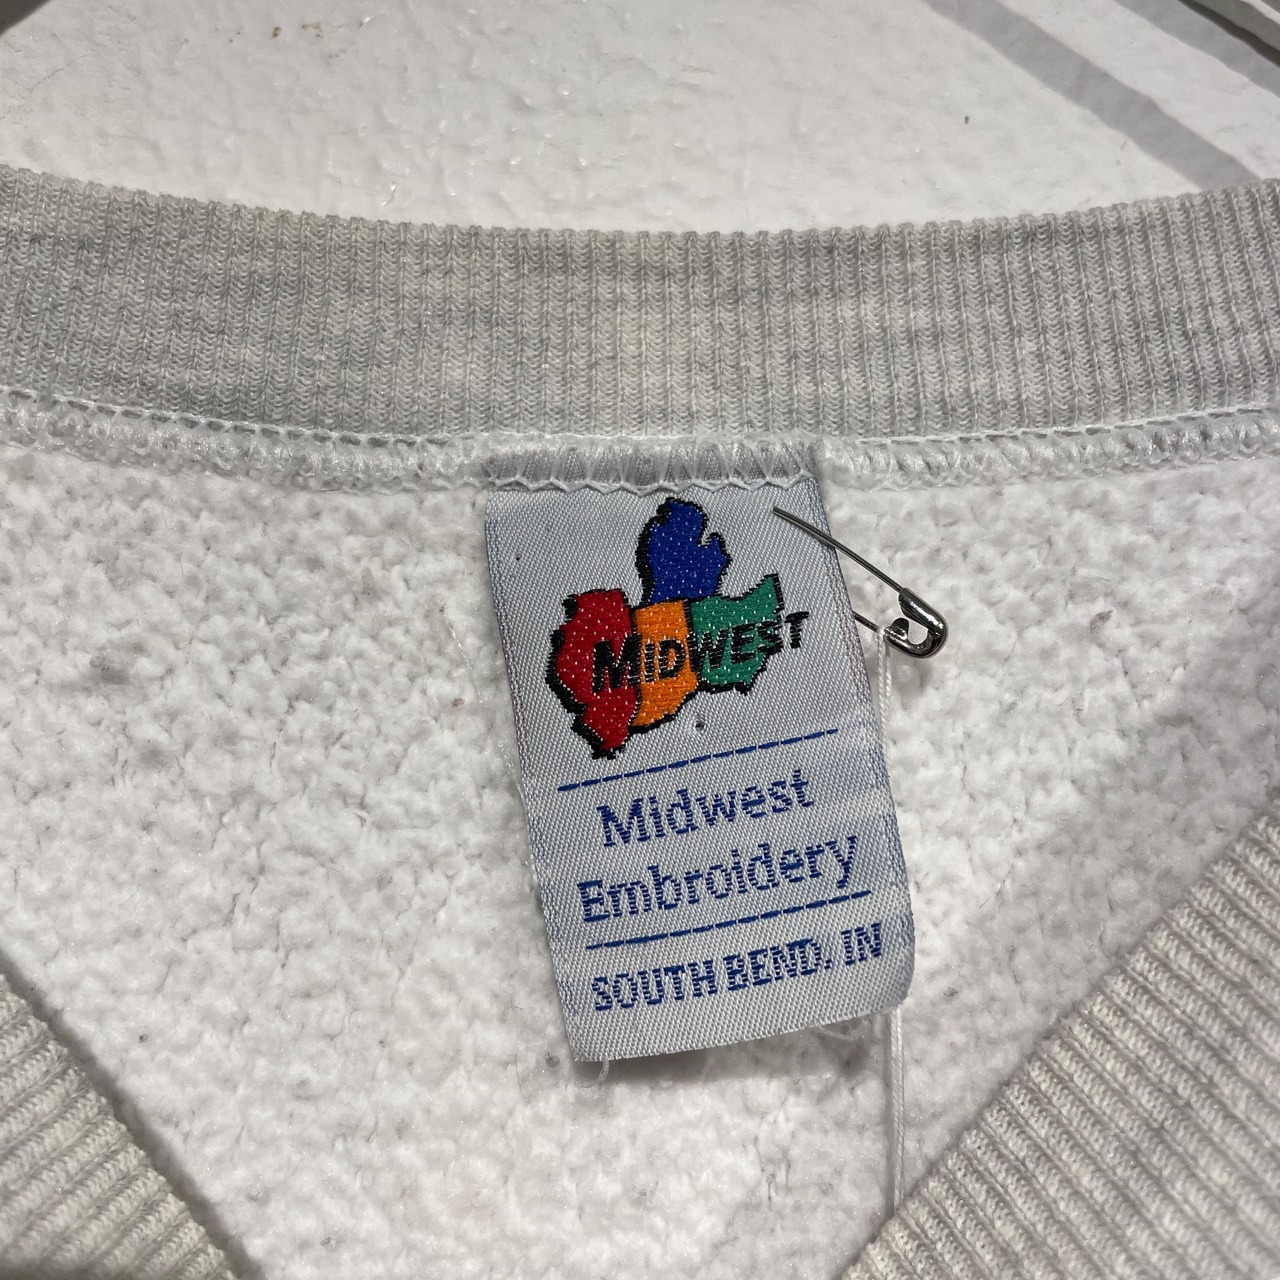 MIDWEST
Midwest
Embroidery
SOUTH BEND, IN